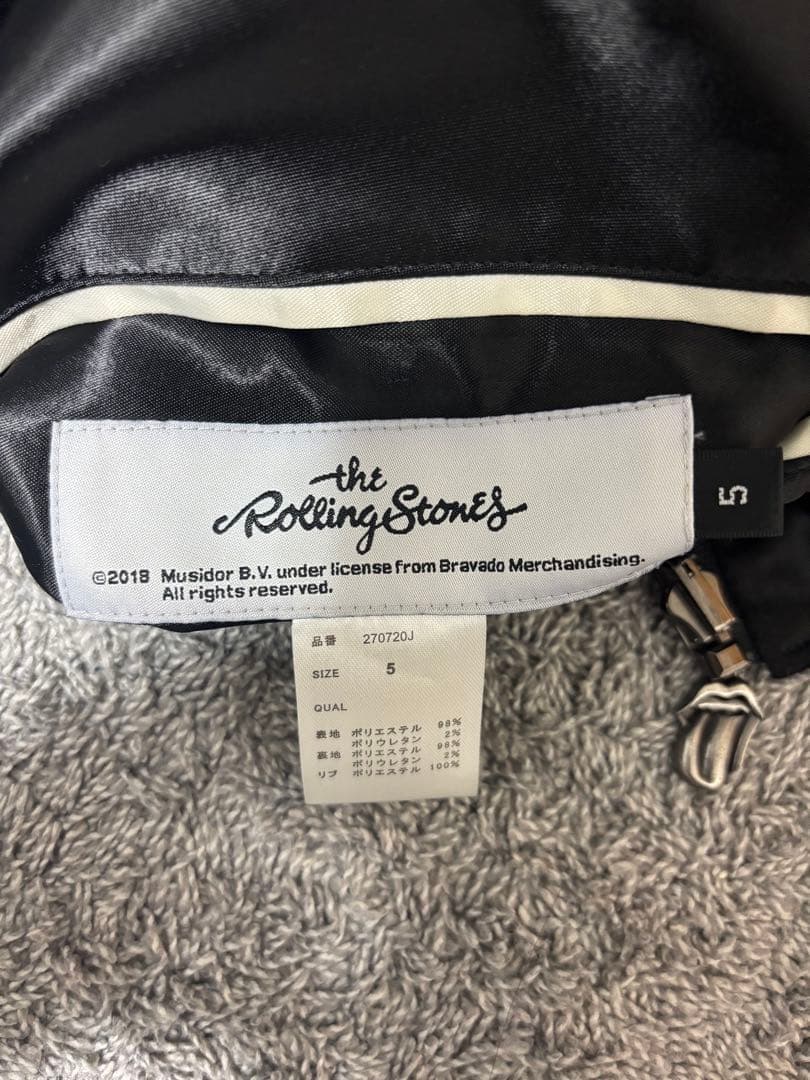 the
Rolling Stones
©2018 Musidor B.V. under license from Bravado Merchandising.
All rights reserved.
5
品番 270720J
SIZE 5
QUAL
表地 ポリエステル 98%
ポリウレタン 2%
裏地 ポリエステル 98%
ポリウレタン 2%
リブ ポリエステル 100%